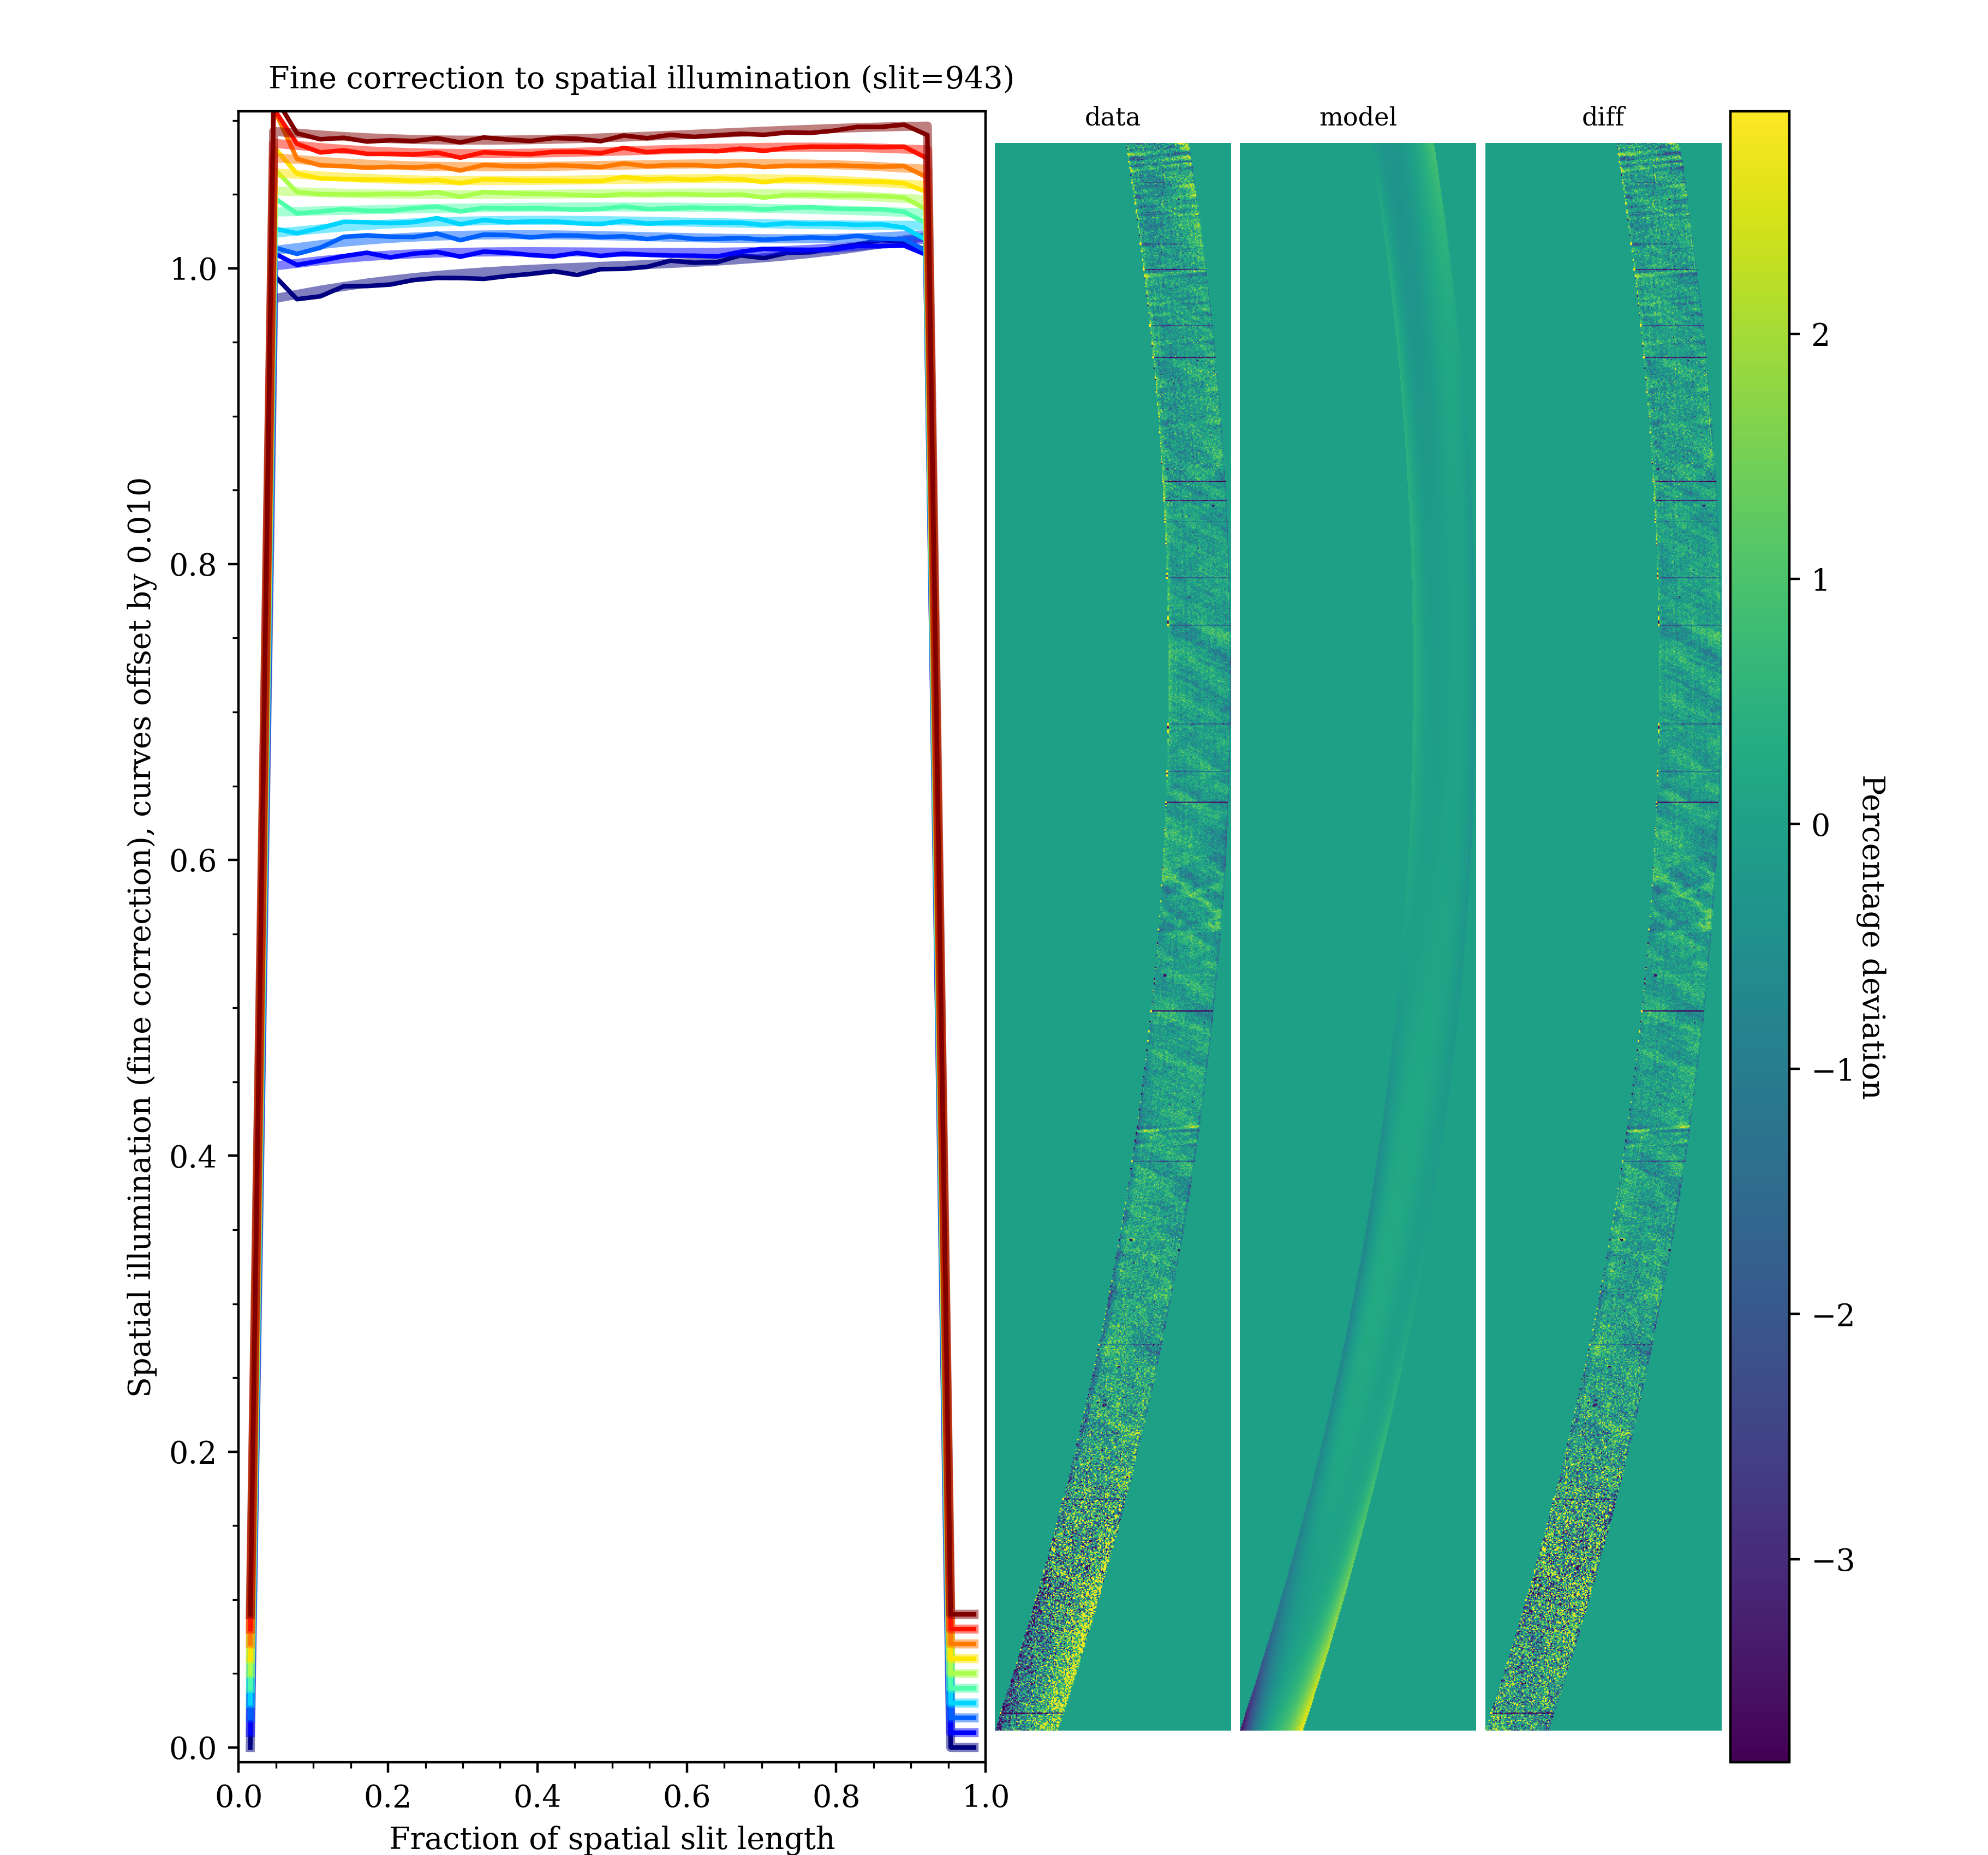 Fine correction to spatial illumination (slit=943)
data
model
diff
Spatial illumination (fine correction), curves offset by 0.010
1.0
0.8
0.6
0.4
0.2
0.0
0.0 0.2 0.4 0.6 0.8 1.0
Fraction of spatial slit length
2
1
0
−1
−2
−3
Percentage deviation